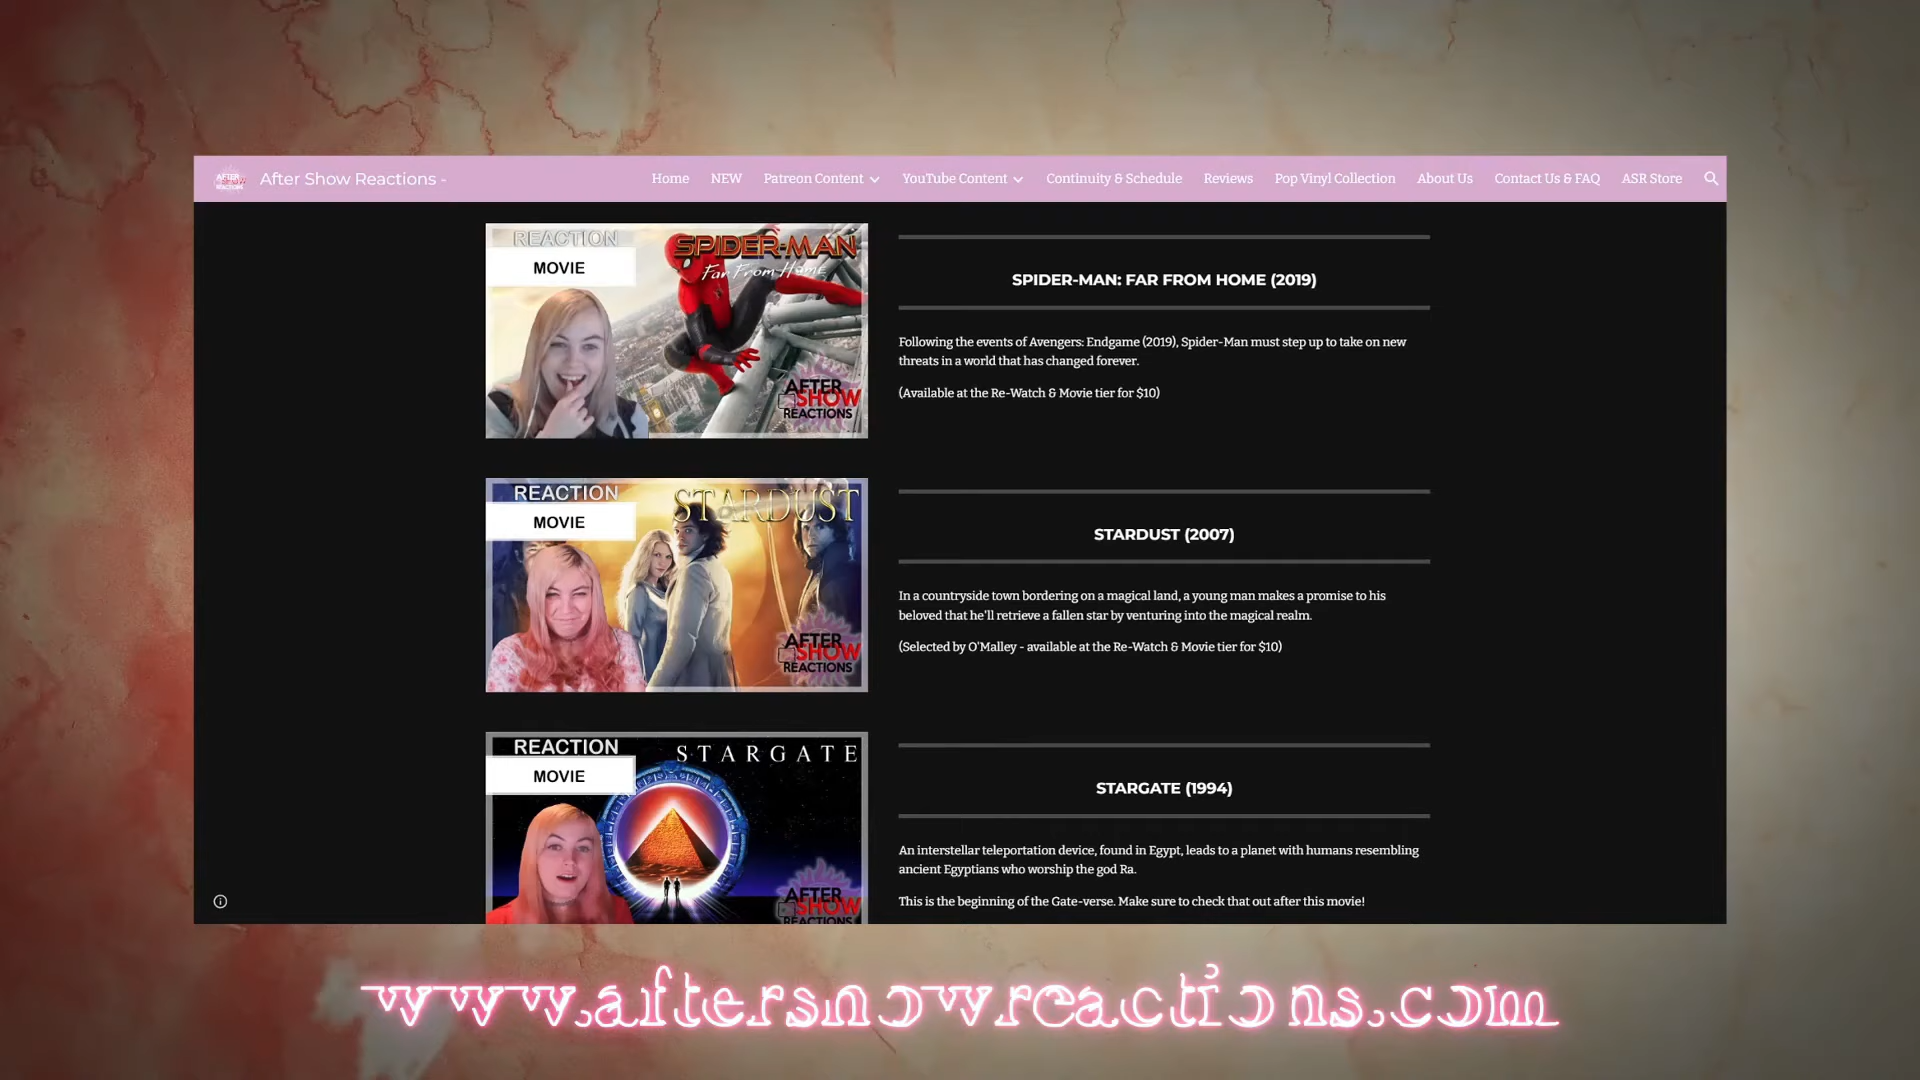 After Show Reactions -
Home
NEW
Patreon Content
YouTube Content
Continuity & Schedule
Reviews
Pop Vinyl Collection
About Us
Contact Us & FAQ
ASR Store
AFTER
SHOW
REACTIONS
REACTION
MOVIE
SPIDER-MAN
Far From Home
AFTER
SHOW
REACTIONS
SPIDER-MAN: FAR FROM HOME (2019)
Following the events of Avengers: Endgame (2019), Spider-Man must step up to take on new
threats in a world that has changed forever.
(Available at the Re-Watch & Movie tier for $10)
REACTION
MOVIE
STARDUST
AFTER
SHOW
REACTIONS
STARDUST (2007)
In a countryside town bordering on a magical land, a young man makes a promise to his
beloved that he'll retrieve a fallen star by venturing into the magical realm.
(Selected by O'Malley - available at the Re-Watch & Movie tier for $10)
REACTION
MOVIE
STARGATE
AFTER
SHOW
REACTIONS
STARGATE (1994)
An interstellar teleportation device, found in Egypt, leads to a planet with humans resembling
ancient Egyptians who worship the god Ra.
This is the beginning of the Gate-verse. Make sure to check that out after this movie!
www.aftershowreactions.com